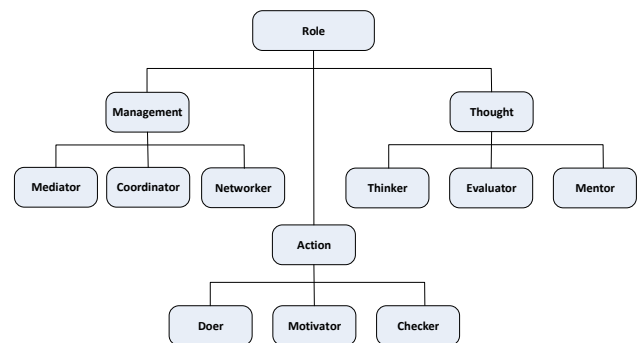 Role
Management
Thought
Mediator
Coordinator
Networker
Thinker
Evaluator
Mentor
Action
Doer
Motivator
Checker